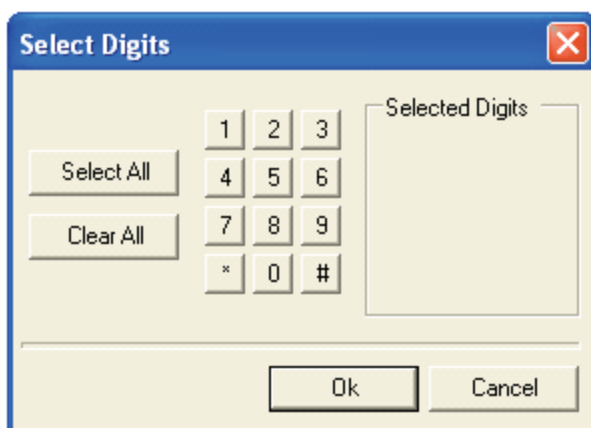 Select Digits
Selected Digits
1 2 3
Select All
4 5 6
Clear All
7 8 9
* 0 #
Ok Cancel